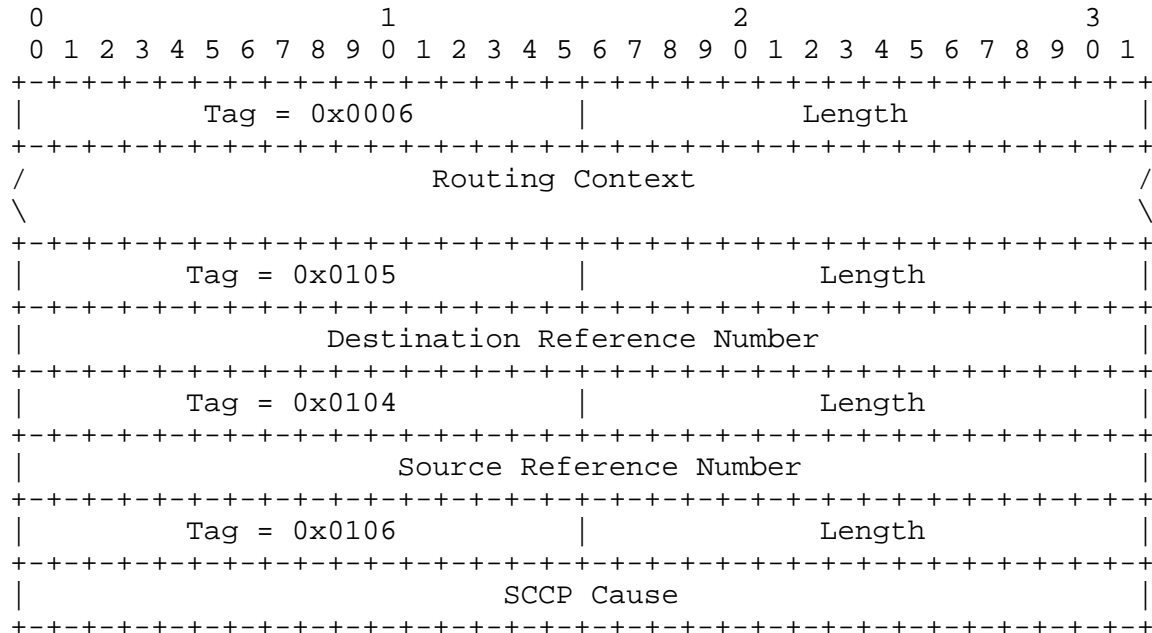 0                   1                   2                   3
 0 1 2 3 4 5 6 7 8 9 0 1 2 3 4 5 6 7 8 9 0 1 2 3 4 5 6 7 8 9 0 1
+-+-+-+-+-+-+-+-+-+-+-+-+-+-+-+-+-+-+-+-+-+-+-+-+-+-+-+-+-+-+-+-+
|          Tag = 0x0006         |            Length             |
+-+-+-+-+-+-+-+-+-+-+-+-+-+-+-+-+-+-+-+-+-+-+-+-+-+-+-+-+-+-+-+-+
/                       Routing Context                         /
\                                                               \
+-+-+-+-+-+-+-+-+-+-+-+-+-+-+-+-+-+-+-+-+-+-+-+-+-+-+-+-+-+-+-+-+
|         Tag = 0x0105          |             Length            |
+-+-+-+-+-+-+-+-+-+-+-+-+-+-+-+-+-+-+-+-+-+-+-+-+-+-+-+-+-+-+-+-+
|                 Destination Reference Number                  |
+-+-+-+-+-+-+-+-+-+-+-+-+-+-+-+-+-+-+-+-+-+-+-+-+-+-+-+-+-+-+-+-+
|         Tag = 0x0104          |             Length            |
+-+-+-+-+-+-+-+-+-+-+-+-+-+-+-+-+-+-+-+-+-+-+-+-+-+-+-+-+-+-+-+-+
|                     Source Reference Number                   |
+-+-+-+-+-+-+-+-+-+-+-+-+-+-+-+-+-+-+-+-+-+-+-+-+-+-+-+-+-+-+-+-+
|         Tag = 0x0106          |             Length            |
+-+-+-+-+-+-+-+-+-+-+-+-+-+-+-+-+-+-+-+-+-+-+-+-+-+-+-+-+-+-+-+-+
|                           SCCP Cause                          |
+-+-+-+-+-+-+-+-+-+-+-+-+-+-+-+-+-+-+-+-+-+-+-+-+-+-+-+-+-+-+-+-+